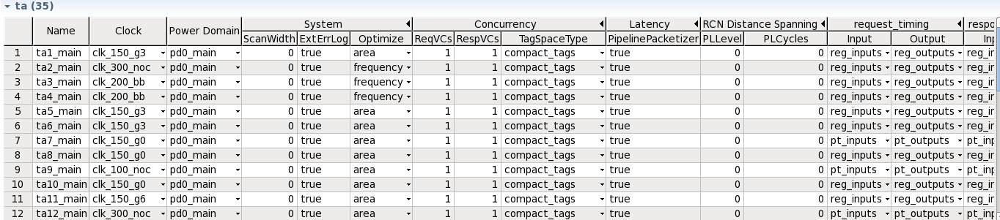 ta (35)
Name Clock Power Domain System Concurrency Latency RCN Distance Spanning request_timing respo
ScanWidth ExtErrLog Optimize ReqVCs RespVCs TagSpaceType PipelinePacketizer PLLevel PLCycles Input Output Inp
1 ta1_main clk_150_g3 pd0_main 0 true area 1 1 compact_tags true 0 0 reg_inputs reg_outputs reg_in
2 ta2_main clk_300_noc pd0_main 0 true frequency 1 1 compact_tags true 0 0 reg_inputs reg_outputs reg_in
3 ta3_main clk_200_bb pd0_main 0 true frequency 1 1 compact_tags true 0 0 reg_inputs reg_outputs reg_in
4 ta4_main clk_200_bb pd0_main 0 true frequency 1 1 compact_tags true 0 0 reg_inputs reg_outputs reg_in
5 ta5_main clk_150_g3 pd0_main 0 true area 1 1 compact_tags true 0 0 reg_inputs reg_outputs reg_in
6 ta6_main clk_150_g3 pd0_main 0 true area 1 1 compact_tags true 0 0 reg_inputs reg_outputs reg_in
7 ta7_main clk_150_g0 pd0_main 0 true area 1 1 compact_tags true 0 0 pt_inputs pt_outputs pt_inp
8 ta8_main clk_150_g0 pd0_main 0 true area 1 1 compact_tags true 0 0 reg_inputs reg_outputs reg_in
9 ta9_main clk_100_noc pd0_main 0 true area 1 1 compact_tags true 0 0 pt_inputs pt_outputs pt_inp
10 ta10_main clk_150_g0 pd0_main 0 true area 1 1 compact_tags true 0 0 reg_inputs reg_outputs reg_in
11 ta11_main clk_150_g6 pd0_main 0 true area 1 1 compact_tags true 0 0 reg_inputs reg_outputs reg_in
12 ta12_main clk_300_noc pd0_main 0 true area 1 1 compact_tags true 0 0 pt_inputs pt_outputs pt_inp